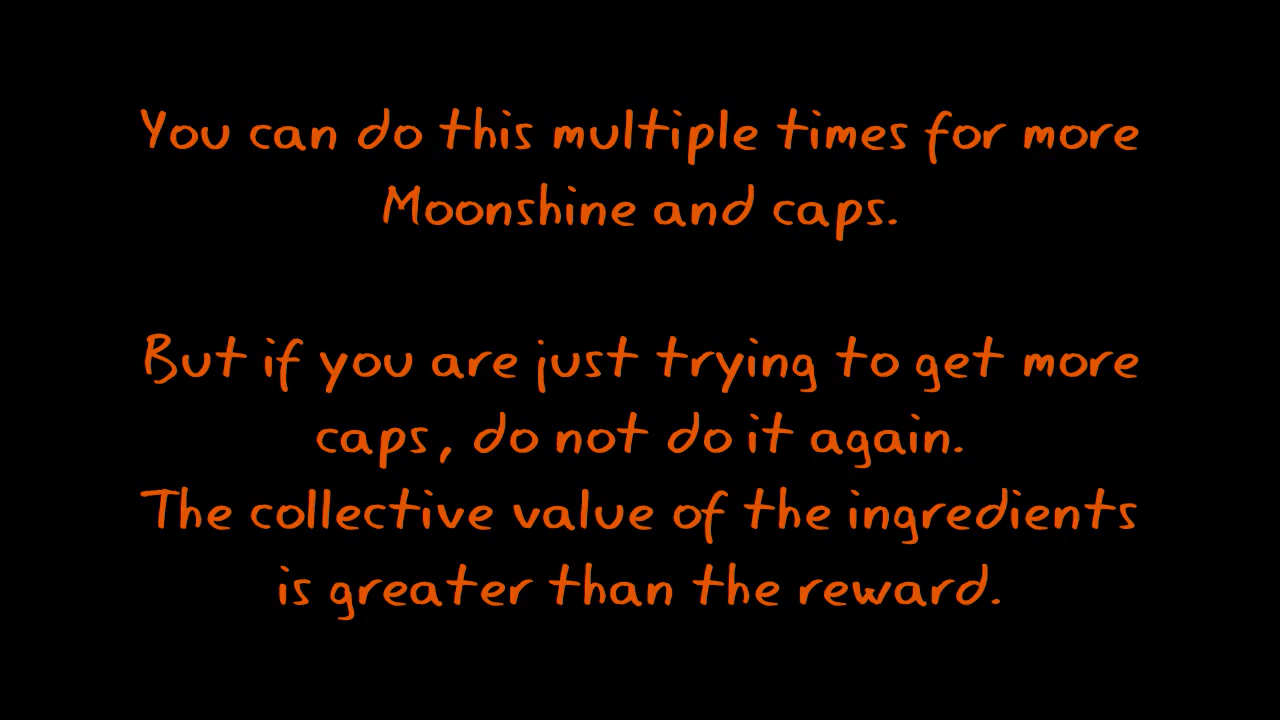 You can do this multiple times for more
Moonshine and caps.
But if you are just trying to get more
caps, do not do it again.
The collective value of the ingredients
is greater than the reward.